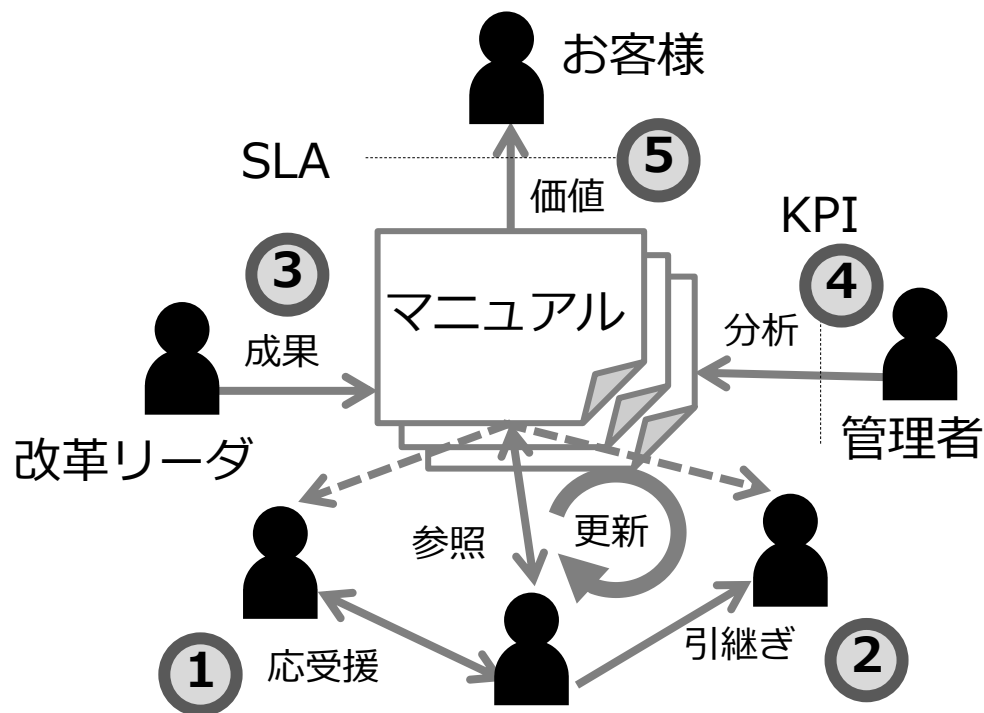 お客様
SLA
⑤
価値
KPI
③
④
マニュアル
成果
分析
改革リーダ
管理者
参照
更新
①
応受援
引継ぎ
②